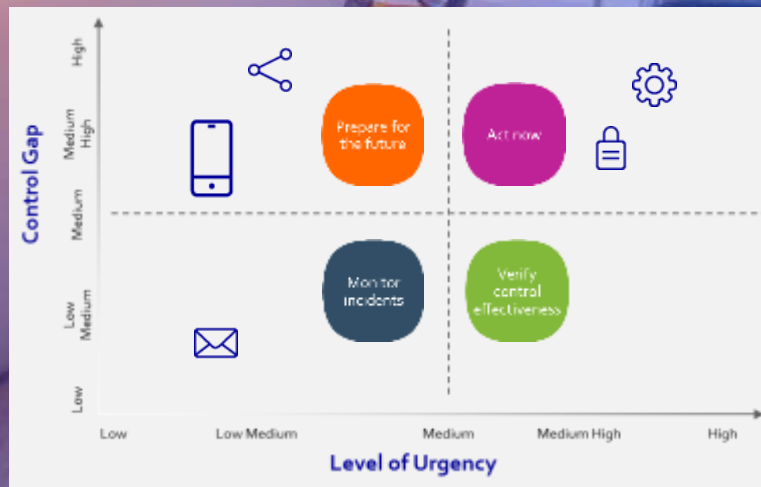 Control Gap
High
Medium
High
Medium
Low
Medium
Low
Prepare for
the future
Act now
Monitor
incidents
Verify
control
effectiveness
Low
Low Medium
Medium
Medium High
High
Level of Urgency